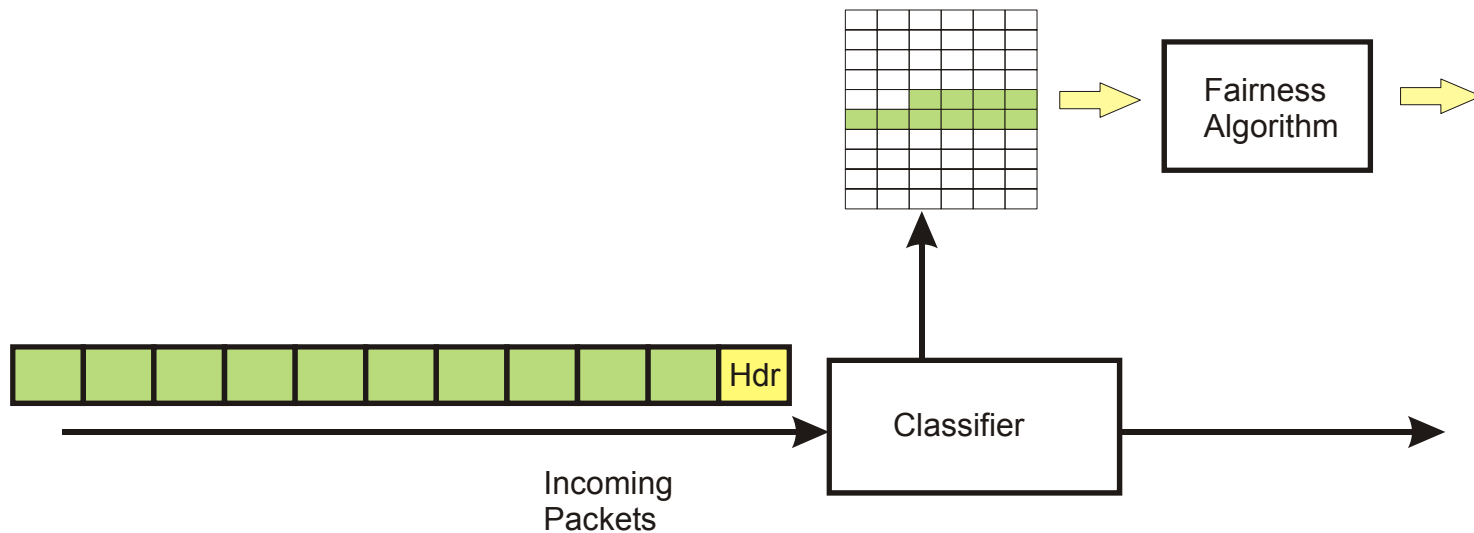 Fairness
Algorithm
Hdr
Classifier
Incoming
Packets